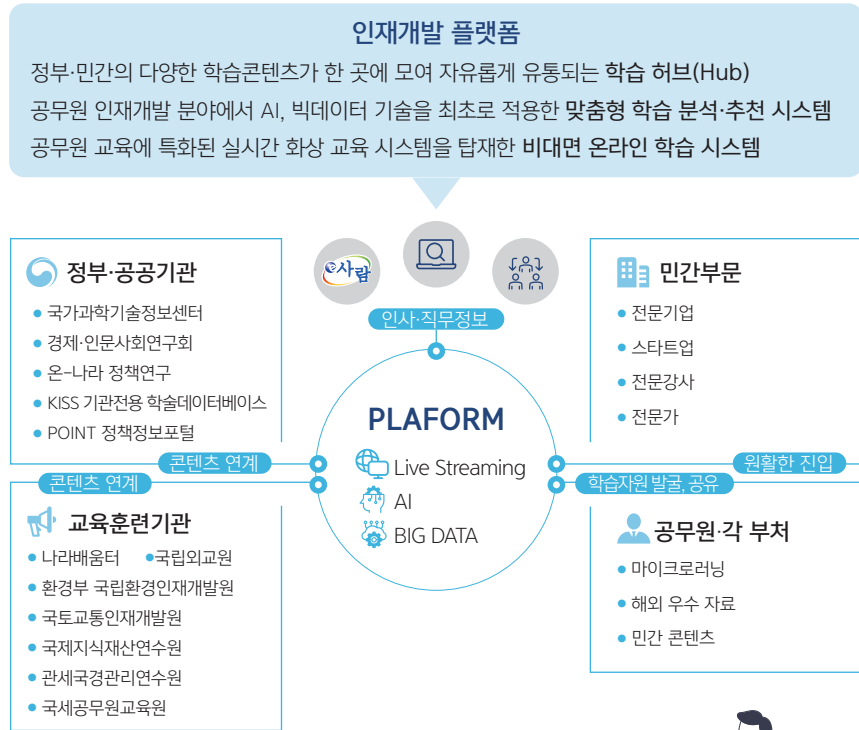 인재개발 플랫폼
정부·민간의 다양한 학습콘텐츠가 한 곳에 모여 자유롭게 유통되는 학습 허브(Hub)
공무원 인재개발 분야에서 AI, 빅데이터 기술을 최초로 적용한 맞춤형 학습 분석·추천 시스템
공무원 교육에 특화된 실시간 화상 교육 시스템을 탑재한 비대면 온라인 학습 시스템
e사람
인사·직무정보
정부·공공기관
국가과학기술정보센터
경제·인문사회연구회
온-나라 정책연구
KISS 기관전용 학술데이터베이스
POINT 정책정보포털
콘텐츠 연계
콘텐츠 연계
교육훈련기관
나라배움터 국립외교원
환경부 국립환경인재개발원
국토교통인재개발원
국제지식재산연수원
관세국경관리연수원
국세공무원교육원
PLAFORM
Live Streaming
AI
BIG DATA
민간부문
전문기업
스타트업
전문강사
전문가
원활한 진입
학습자원 발굴, 공유
공무원·각 부처
마이크로러닝
해외 우수 자료
민간 콘텐츠